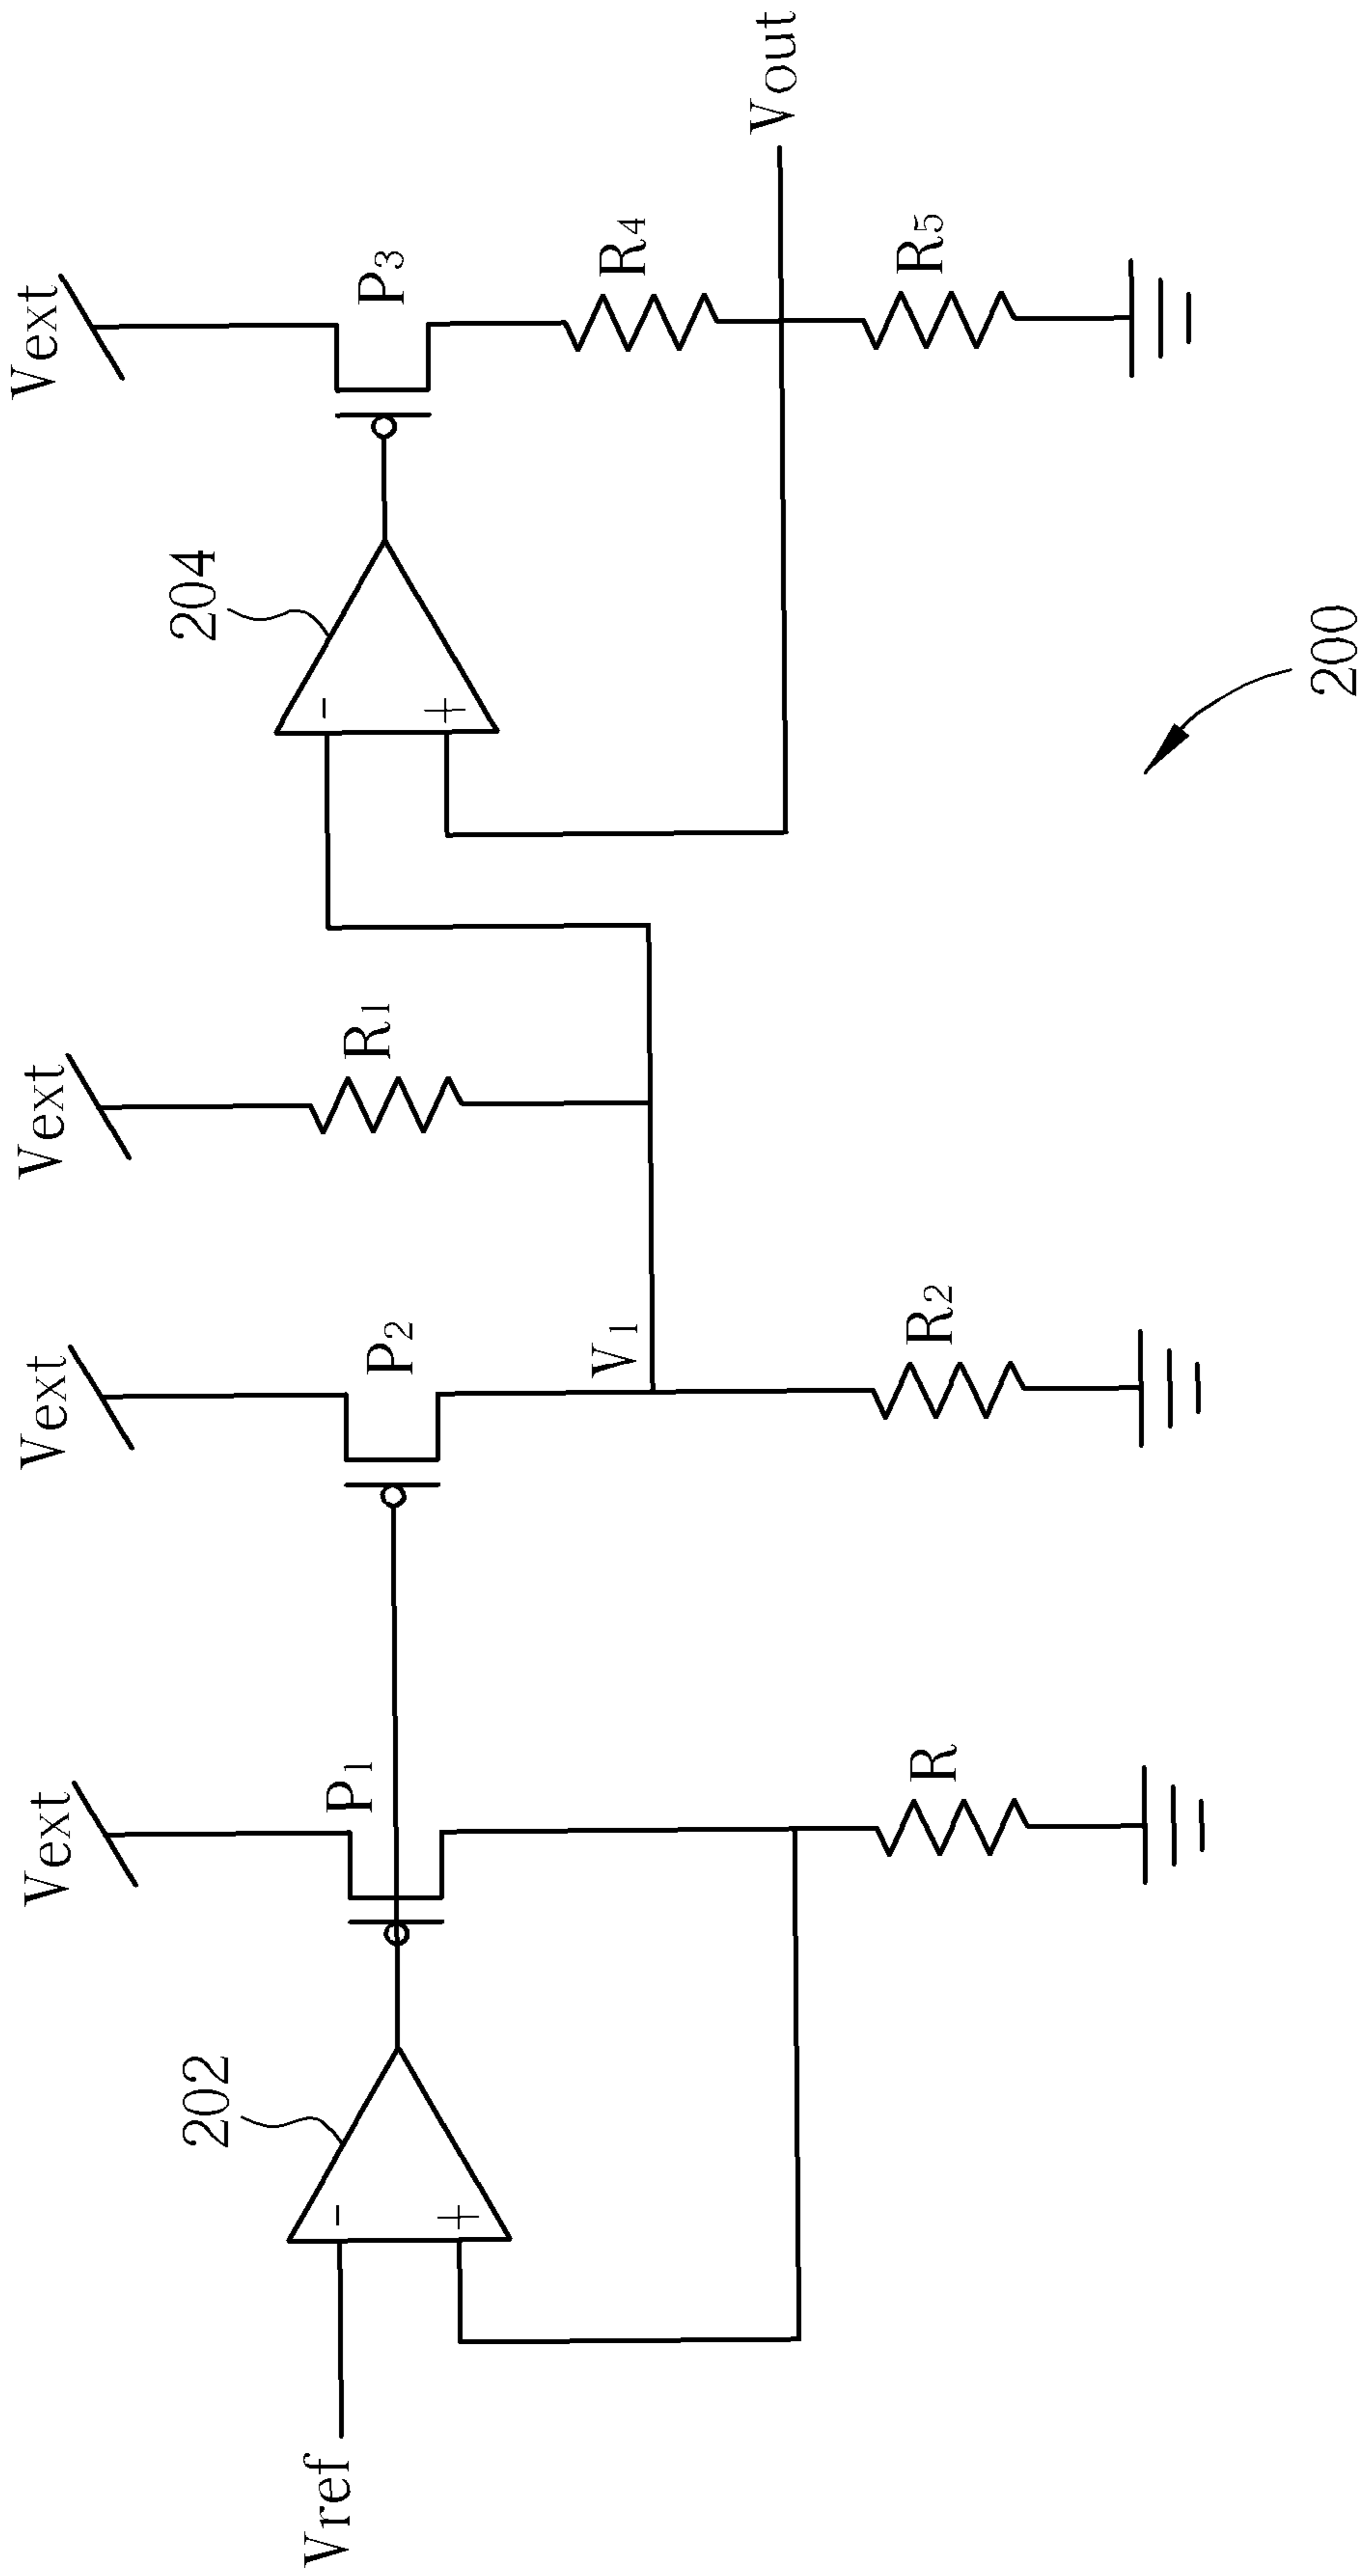 Vref
202
-
+
Vext
P1
R
Vext
P2
V1
R2
Vext
R1
204
-
+
Vext
P3
R4
Vout
R5
200